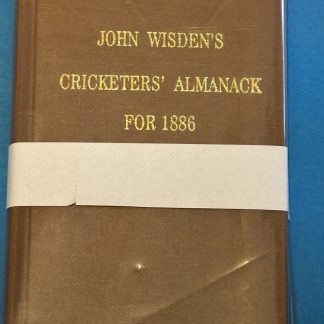 JOHN WISDEN'S
CRICKETERS' ALMANACK
FOR 1886